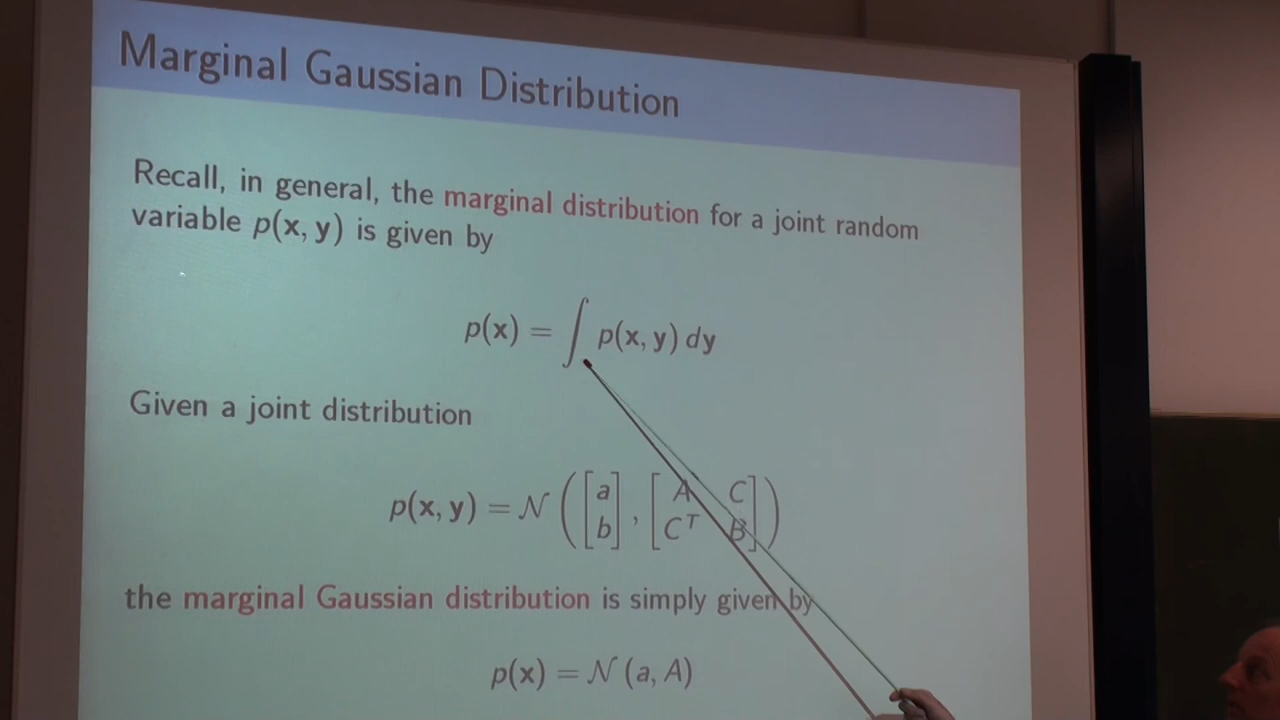 Marginal Gaussian Distribution
Recall, in general, the marginal distribution for a joint random
variable p(x, y) is given by
p(x) = ∫ p(x, y) dy
Given a joint distribution
p(x, y) = 𝒩 ([a b], [A C Cᵀ B])
the marginal Gaussian distribution is simply given by
p(x) = 𝒩 (a, A)